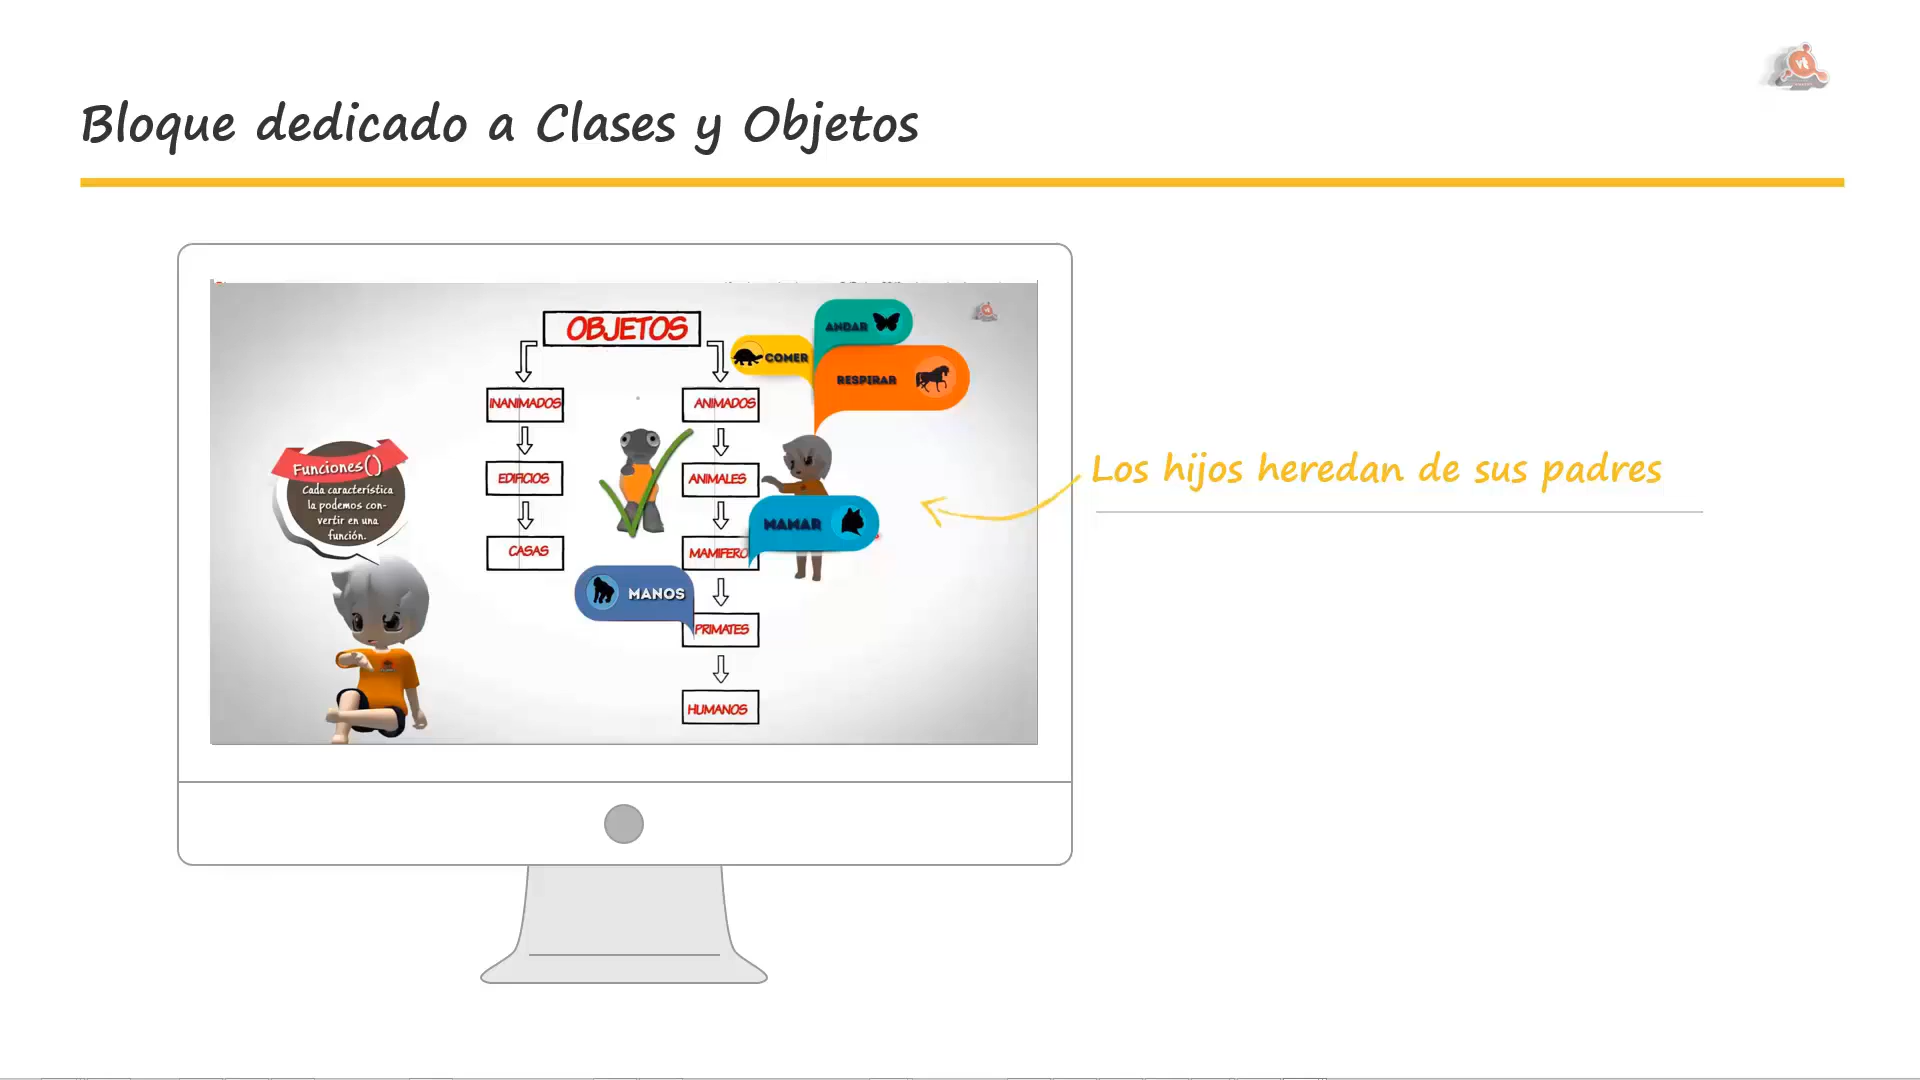 Bloque dedicado a Clases y Objetos
OBJETOS
ANDAR
COMER
RESPIRAR
INANIMADOS
ANIMADOS
Funciones()
Cada característica
la podemos con-
vertir en una
función.
EDIFICIOS
ANIMALES
Los hijos heredan de sus padres
MAMAR
CASAS
MAMIFERO
MANOS
PRIMATES
HUMANOS